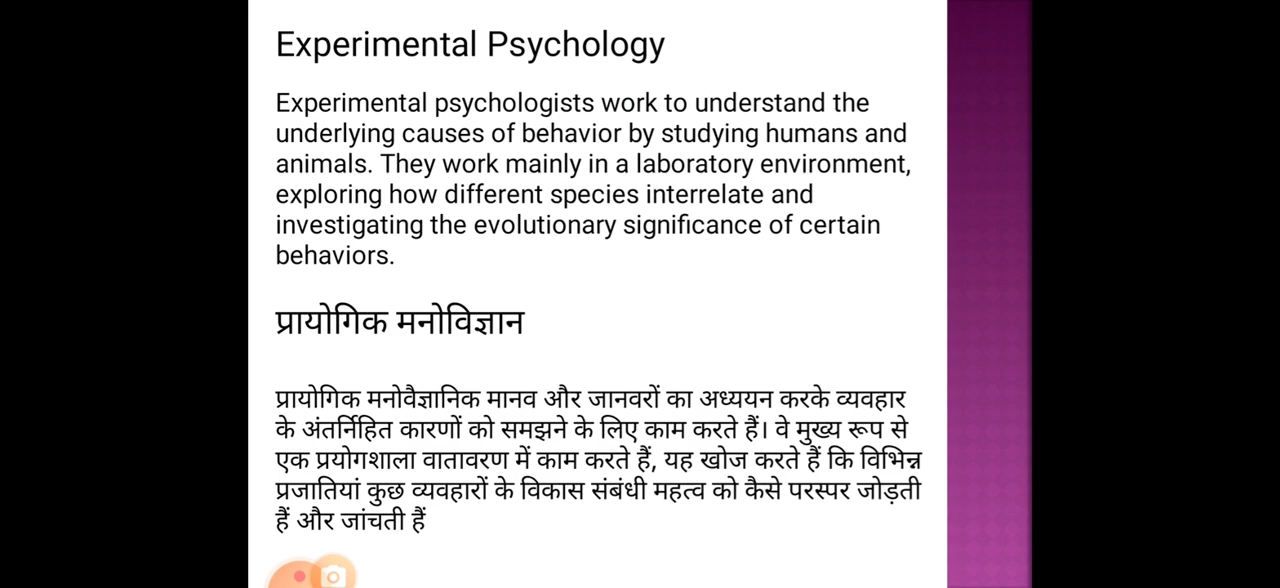 Experimental Psychology
Experimental psychologists work to understand the
underlying causes of behavior by studying humans and
animals. They work mainly in a laboratory environment,
exploring how different species interrelate and
investigating the evolutionary significance of certain
behaviors.
प्रायोगिक मनोविज्ञान
प्रायोगिक मनोवैज्ञानिक मानव और जानवरों का अध्ययन करके व्यवहार
के अंतर्निहित कारणों को समझने के लिए काम करते हैं। वे मुख्य रूप से
एक प्रयोगशाला वातावरण में काम करते हैं, यह खोज करते हैं कि विभिन्न
प्रजातियां कुछ व्यवहारों के विकास संबंधी महत्व को कैसे परस्पर जोड़ती
हैं और जांचती हैं